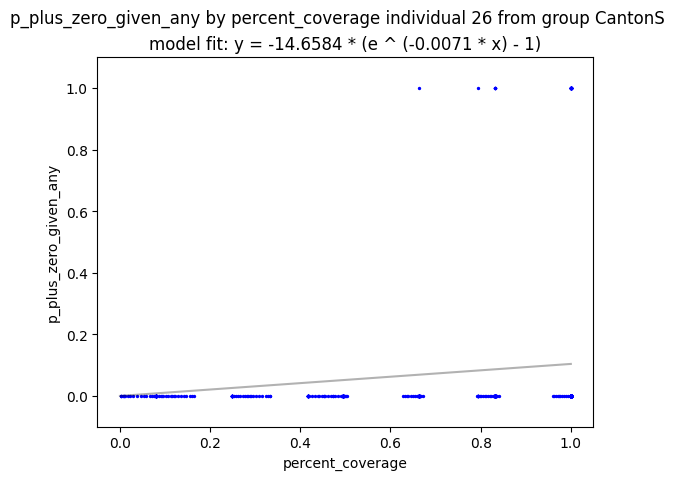 p_plus_zero_given_any by percent_coverage individual 26 from group CantonS
model fit: y = -14.6584 * (e ^ (-0.0071 * x) - 1)
1.0
0.8
0.6
0.4
0.2
0.0
p_plus_zero_given_any
0.0 0.2 0.4 0.6 0.8 1.0
percent_coverage